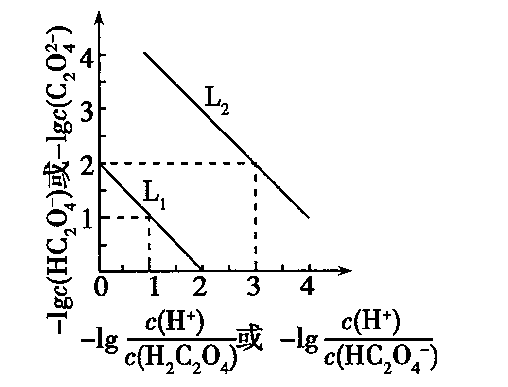 -lgc(HC₂O₄⁻)或-lgc(C₂O₄²⁻)
4
3
2
1
0 1 2 3 4
L₂
L₁
-lg c(H⁺)/c(H₂C₂O₄) 或 -lg c(H⁺)/c(HC₂O₄⁻)